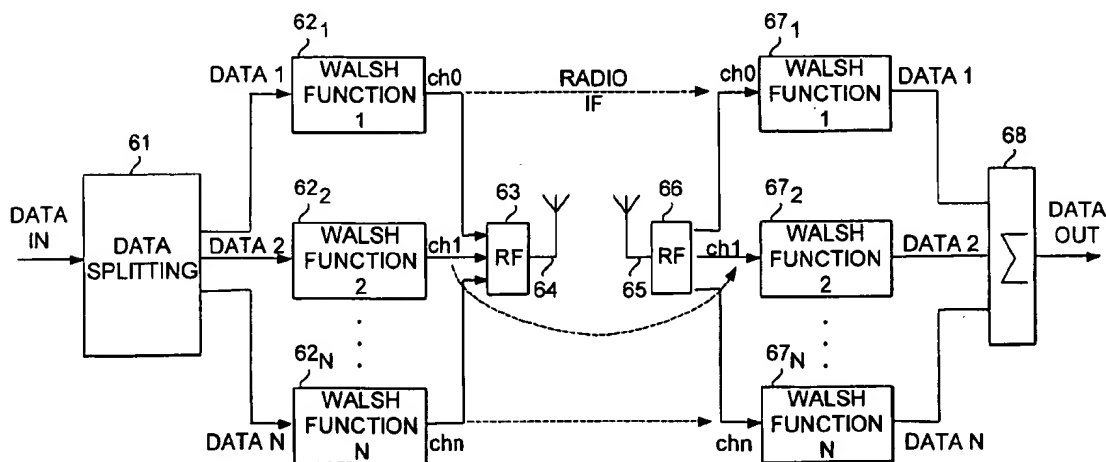 62₁
67₁
DATA 1
WALSH
FUNCTION
1
ch0
RADIO
IF
ch0
WALSH
FUNCTION
1
DATA 1
61
62₂
63
66
67₂
68
DATA
IN
DATA
SPLITTING
DATA 2
WALSH
FUNCTION
2
ch1
RF
64
65
RF
ch1
WALSH
FUNCTION
2
DATA 2
Σ
DATA
OUT
62N
67N
DATA N
WALSH
FUNCTION
N
chn
chn
WALSH
FUNCTION
N
DATA N